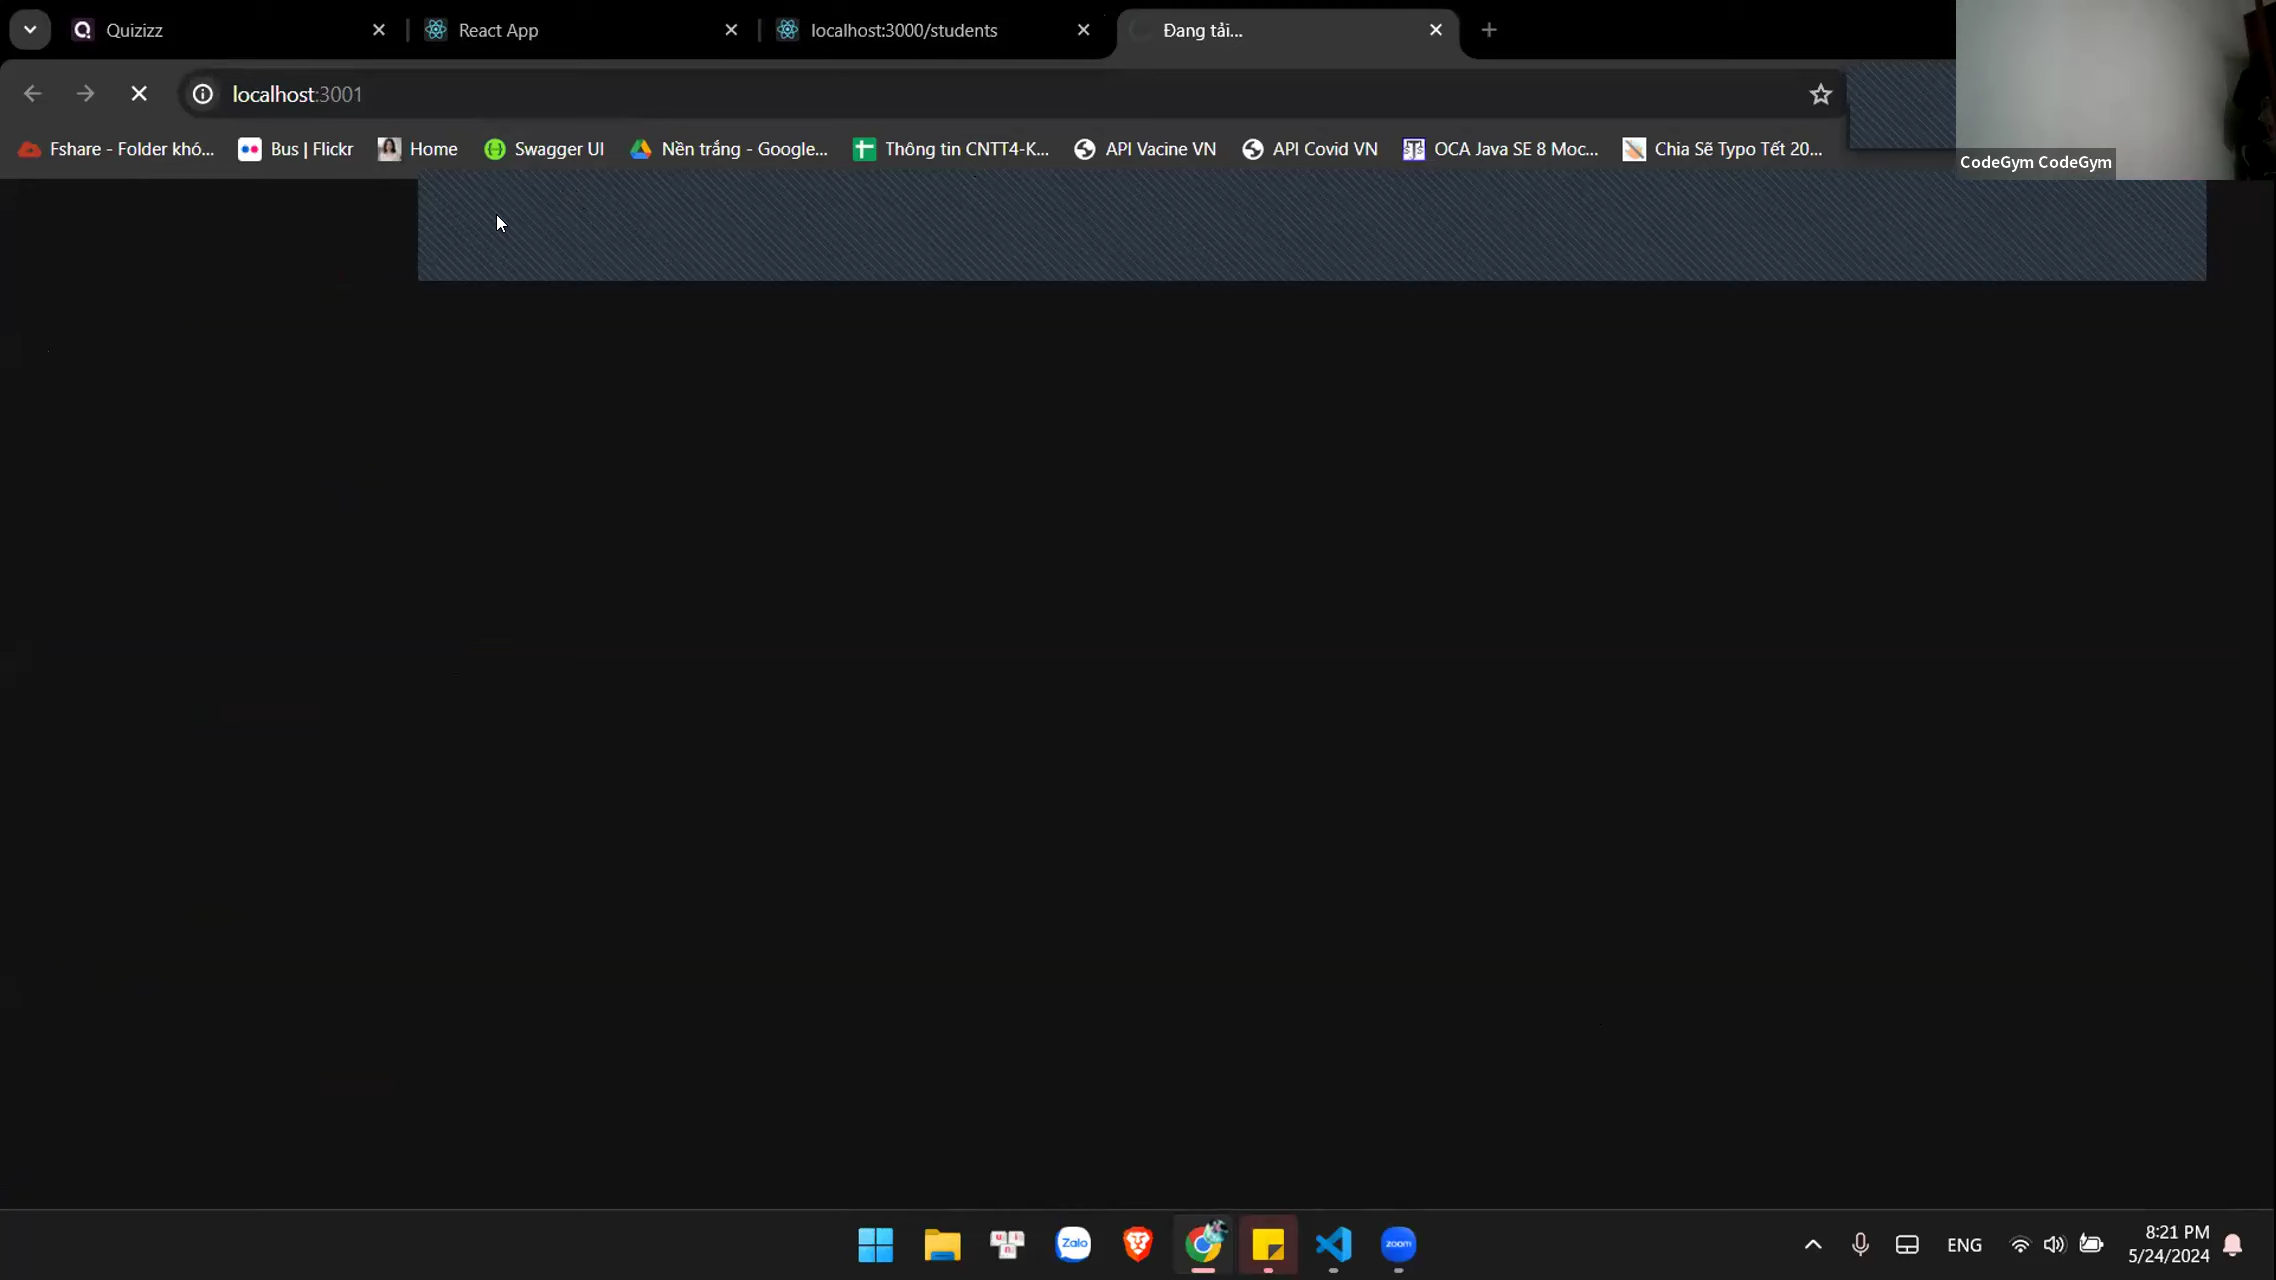 Quizizz
React App
localhost:3000/students
Đang tải...
localhost:3001
Fshare - Folder khó...
Bus | Flickr
Home
Swagger UI
Nền trắng - Google...
Thông tin CNTT4-K...
API Vacine VN
API Covid VN
OCA Java SE 8 Moc...
Chia Sẽ Typo Tết 20...
CodeGym CodeGym
Zalo
zoom
ENG
8:21 PM
5/24/2024